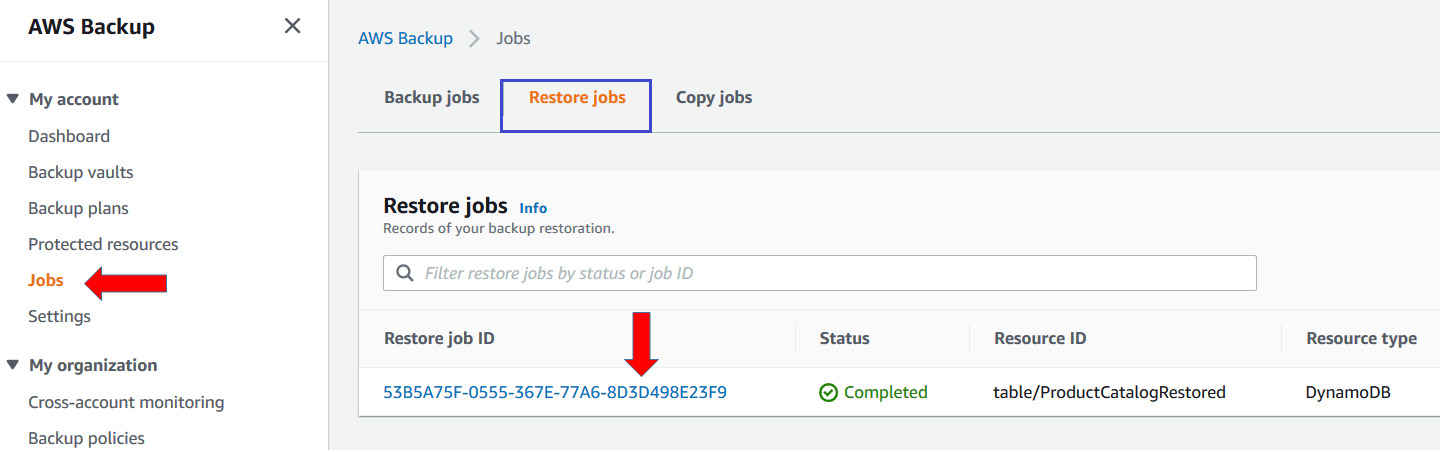 AWS Backup
My account
Dashboard
Backup vaults
Backup plans
Protected resources
Jobs
Settings
My organization
Cross-account monitoring
Backup policies
AWS Backup > Jobs
Backup jobs Restore jobs Copy jobs
Restore jobs Info
Records of your backup restoration.
Filter restore jobs by status or job ID
Restore job ID Status Resource ID Resource type
53B5A75F-0555-367E-77A6-8D3D498E23F9 Completed table/ProductCatalogRestored DynamoDB